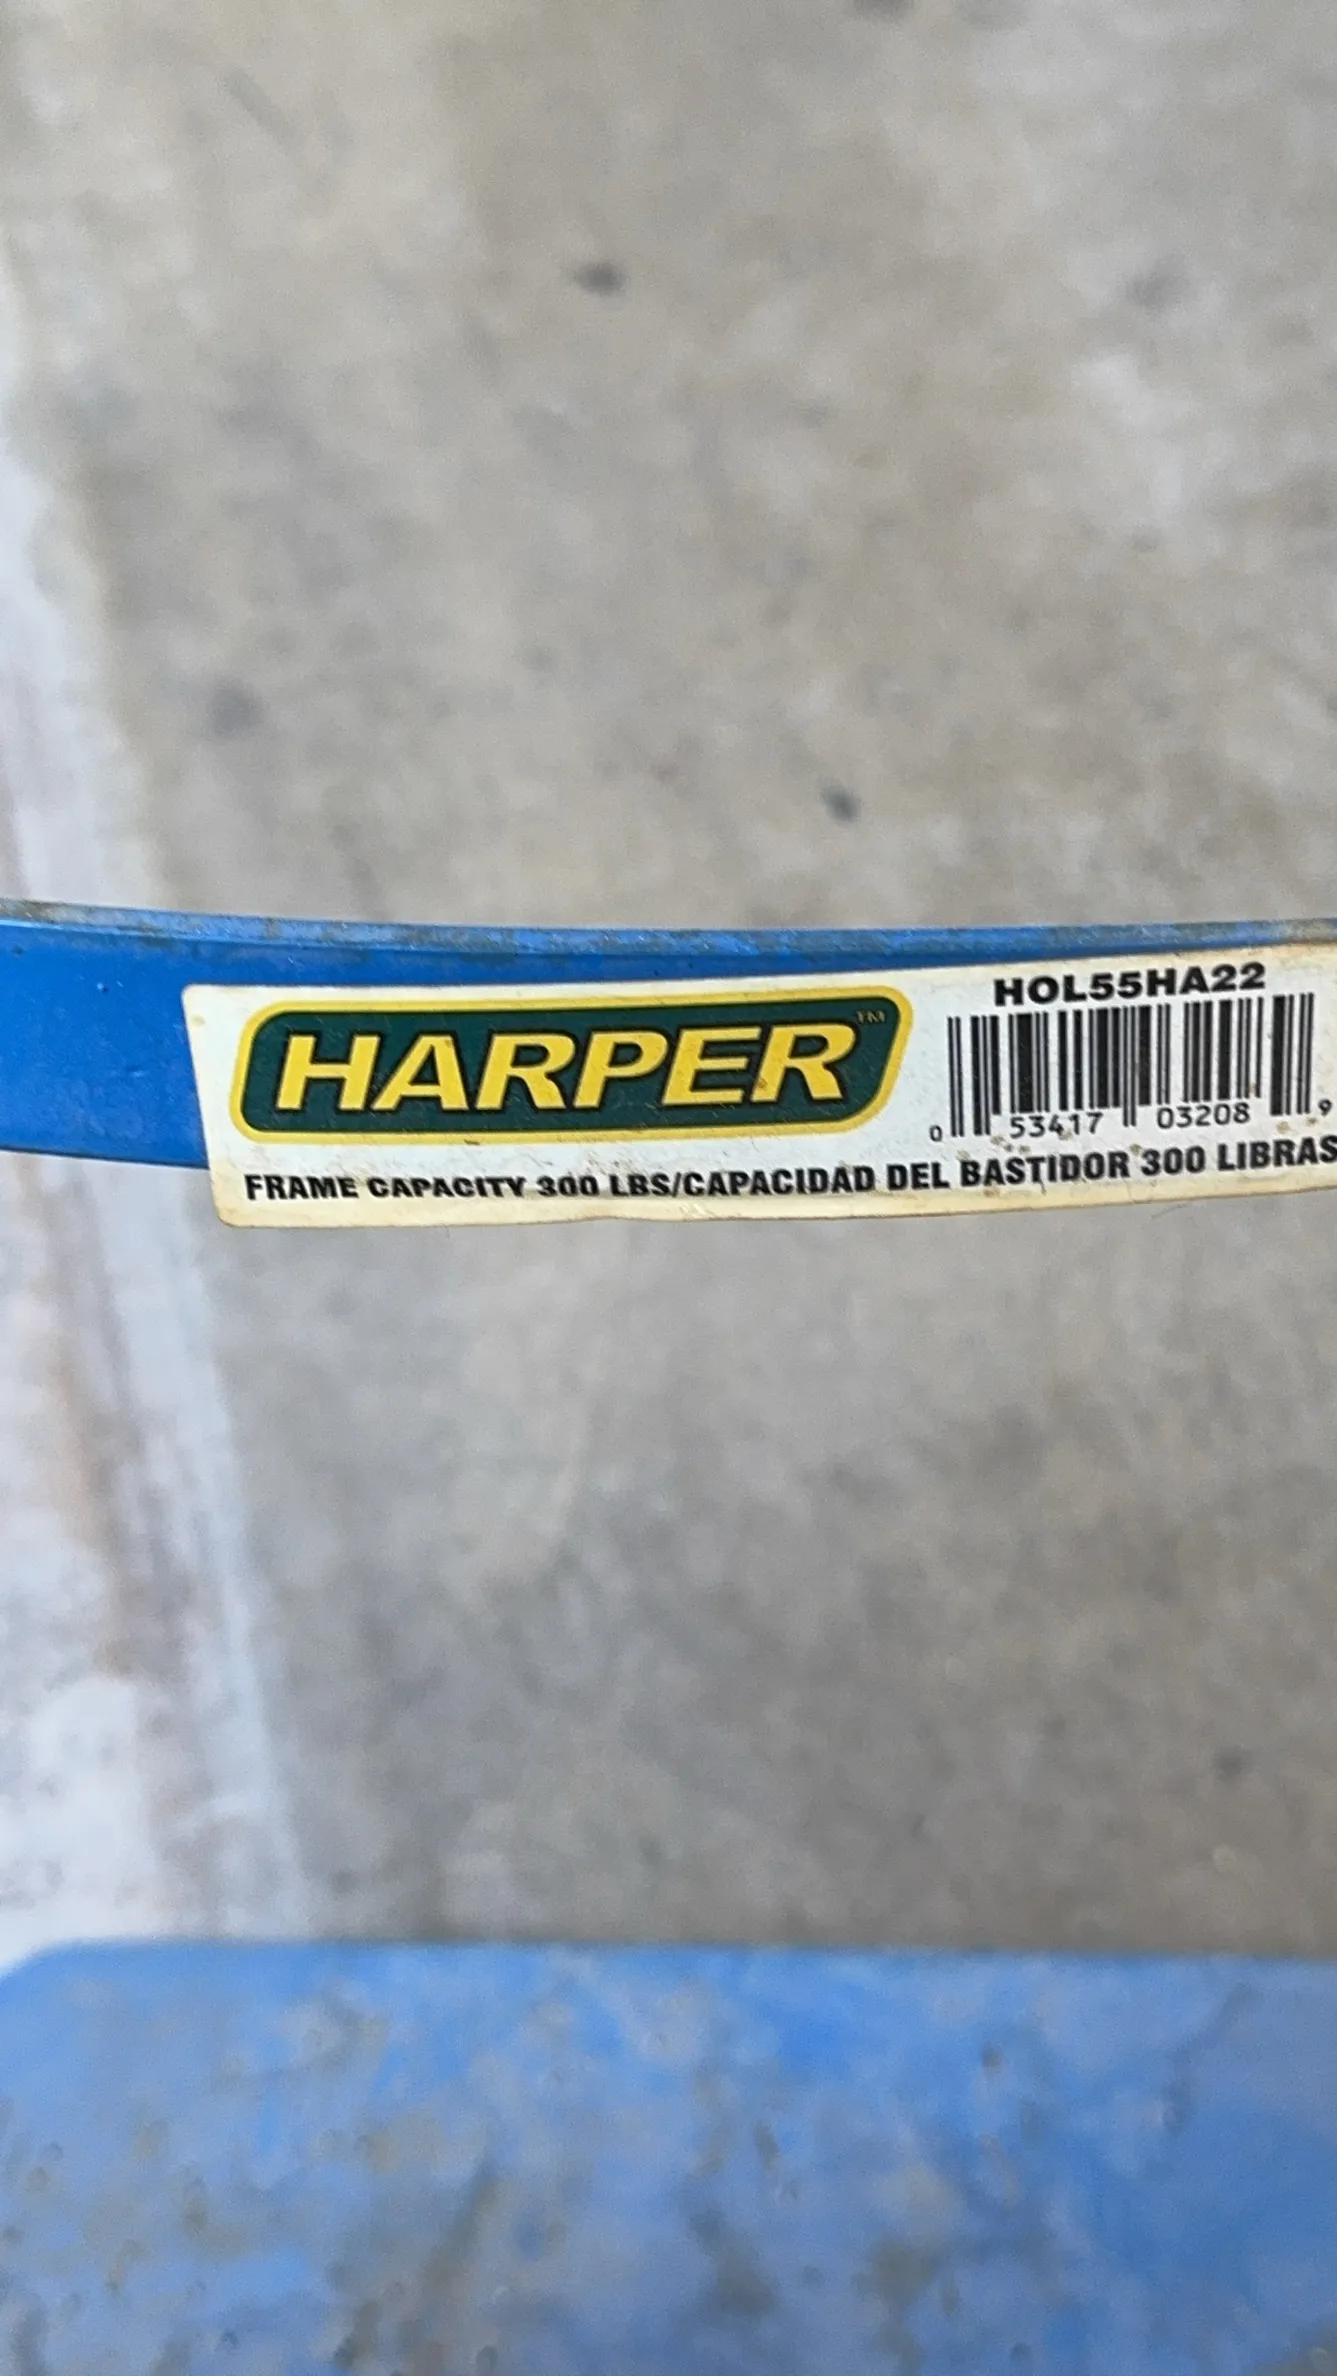 HARPER™
HOL55HA22
0 53417 03208 9
FRAME CAPACITY 300 LBS/CAPACIDAD DEL BASTIDOR 300 LIBRAS